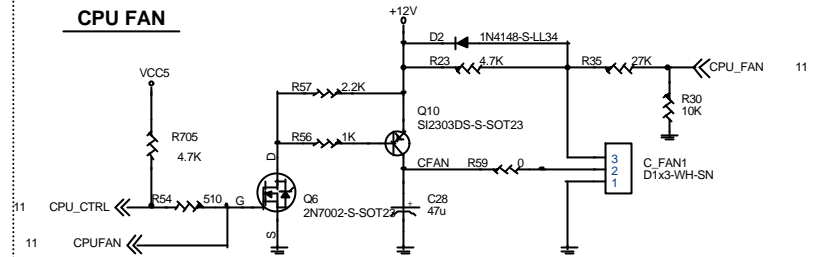 CPU FAN
+12V
D2 1N4148-S-LL34
R23 4.7K R35 27K CPU_FAN 11
VCC5
R57 2.2K
R30
10K
Q10
SI2303DS-S-SOT23
R705
4.7K
R56 1K
D
CFAN R59 0
3
2
1
C_FAN1
D1x3-WH-SN
11 CPU_CTRL R54 510 G
Q6
2N7002-S-SOT23
+
C28
47u
S
11 CPUFAN